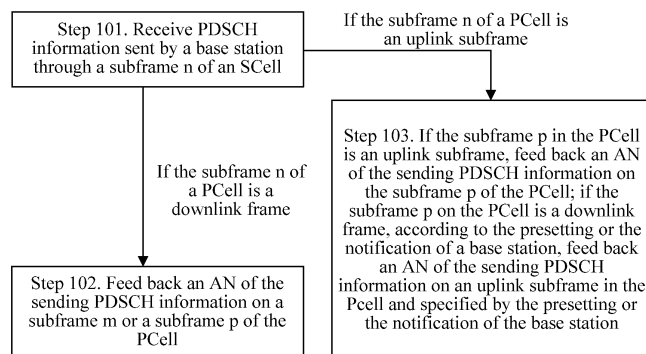 Step 101. Receive PDSCH
information sent by a base station
through a subframe n of an SCell
If the subframe n of a PCell is
an uplink subframe
If the subframe n of
a PCell is a
downlink frame
Step 102. Feed back an AN of the
sending PDSCH information on a
subframe m or a subframe p of the
PCell
Step 103. If the subframe p in the PCell
is an uplink subframe, feed back an AN
of the sending PDSCH information on
the subframe p of the PCell; if the
subframe p on the PCell is a downlink
frame, according to the presetting or the
notification of a base station, feed back
an AN of the sending PDSCH
information on an uplink subframe in the
Pcell and specified by the presetting or
the notification of the base station